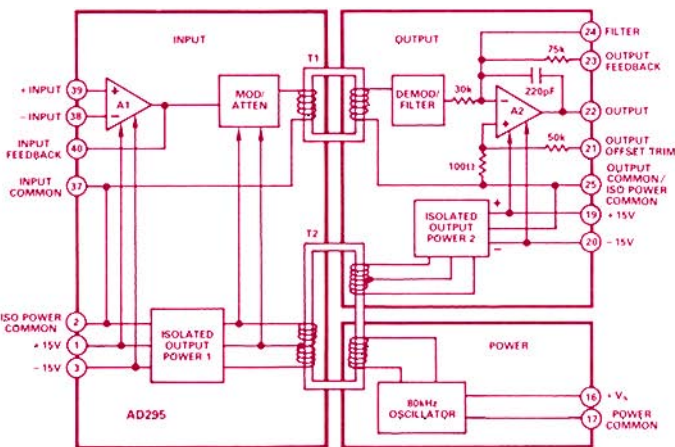 INPUT
T1
OUTPUT
24 FILTER
75k
23 OUTPUT
FEEDBACK
39
+ INPUT
+
A1
MOD/
ATTEN
DEMOD/
FILTER
30k
220pF
− INPUT
38
−
−
A2
+
22 OUTPUT
INPUT
FEEDBACK
40
50k
21 OUTPUT
OFFSET TRIM
100Ω
INPUT
COMMON
37
25 OUTPUT
COMMON/
ISO POWER
COMMON
T2
ISOLATED
OUTPUT
POWER 2
+
−
19 + 15V
20 − 15V
ISO POWER
COMMON
2
+ 15V
1
− 15V
3
ISOLATED
OUTPUT
POWER 1
POWER
80kHz
OSCILLATOR
16 + Vs
17 POWER
COMMON
AD295